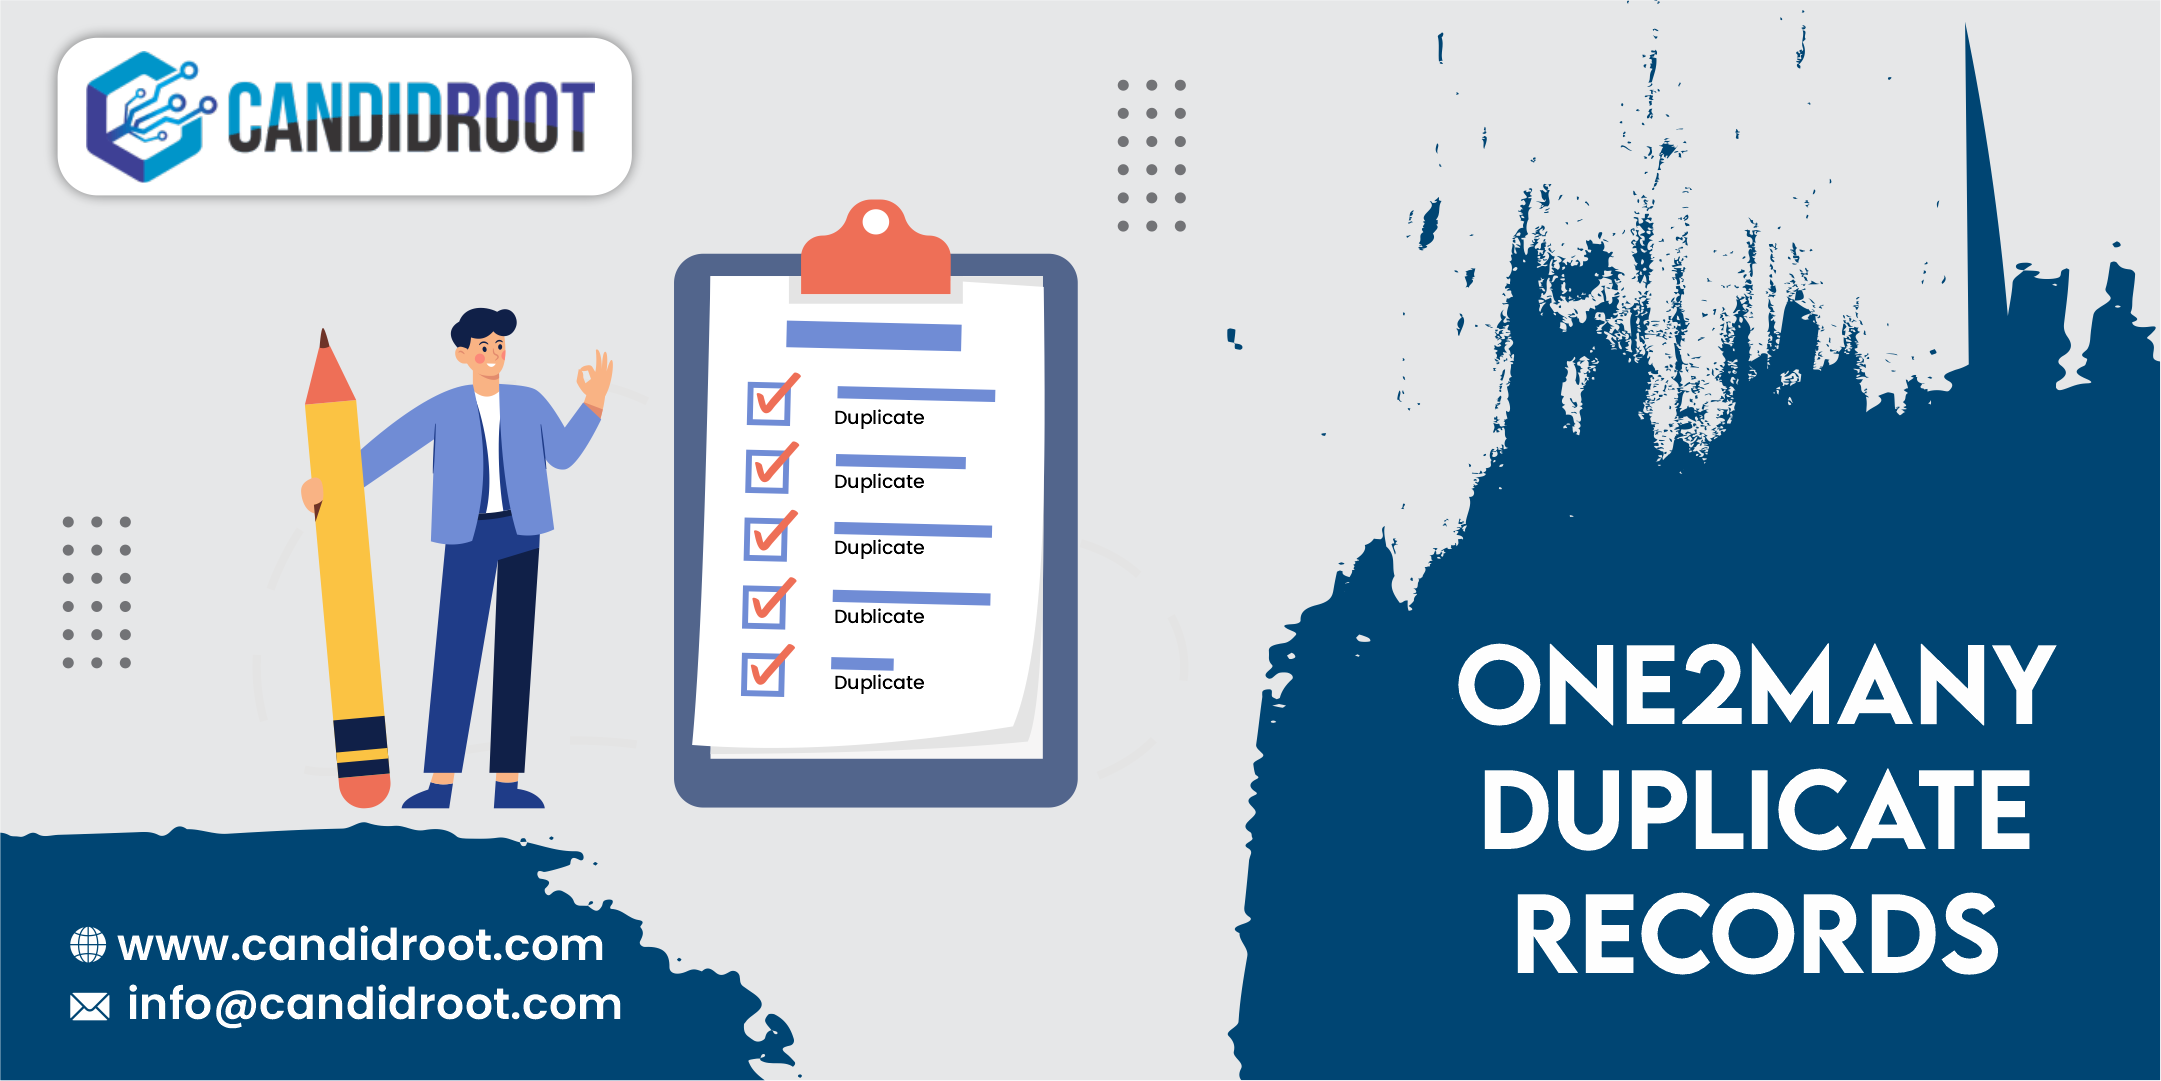 CANDIDROOT
Duplicate
Duplicate
Duplicate
Dublicate
Duplicate
ONE2MANY
DUPLICATE
RECORDS
www.candidroot.com
info@candidroot.com